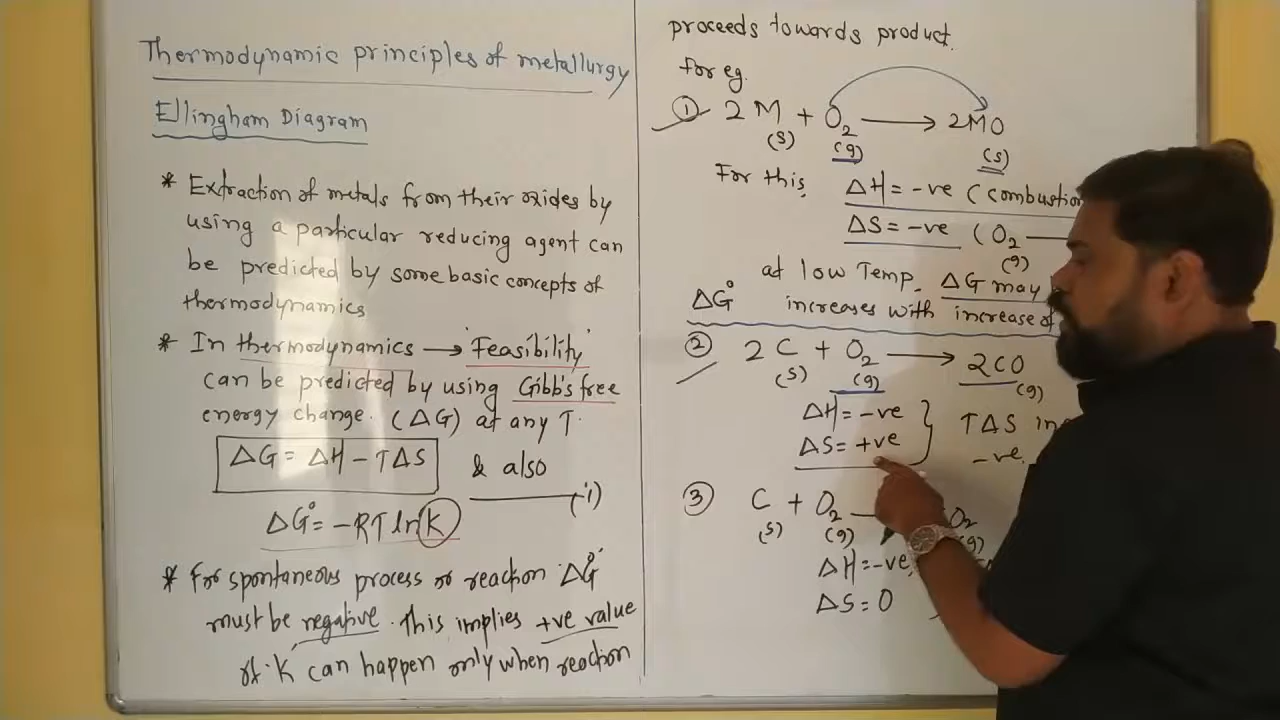 Thermodynamic principles of metallurgy
Ellingham Diagram
* Extraction of metals from their oxides by
using a particular reducing agent can
be predicted by some basic concepts of
thermodynamics
* In thermodynamics → 'Feasibility'
can be predicted by using Gibb's free
energy change. (ΔG) at any T.
ΔG = ΔH - TΔS & also
—(1)
ΔG° = -RT ln K
* For spontaneous process or reaction ΔG°
must be negative. This implies +ve value
of 'K' can happen only when reaction
proceeds towards product.
for eg.
① 2M + O₂ → 2MO
(s) (g) (s)
For this, ΔH = -ve (combustion
ΔS = -ve (O₂
(g)
at low Temp. ΔG may
ΔG° increases with increase of
② 2C + O₂ → 2CO
(s) (g) (g)
ΔH = -ve
ΔS = +ve } TΔS
-ve.
③ C + O₂ — O₂
(s) (g) (g)
ΔH = -ve,
ΔS = 0